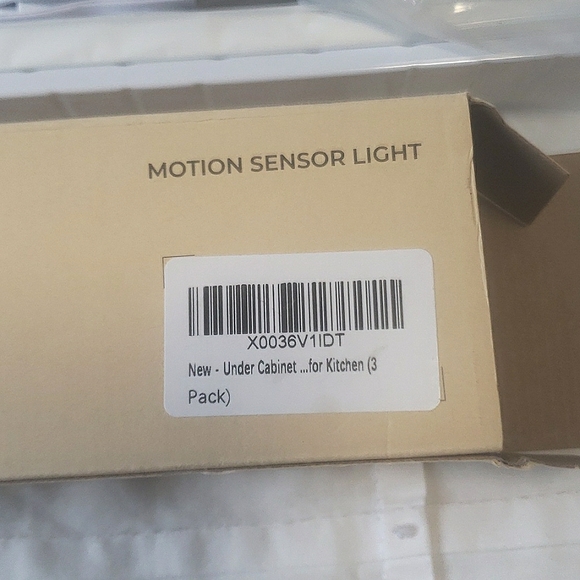 MOTION SENSOR LIGHT
X0036V1IDT
New - Under Cabinet ...for Kitchen (3
Pack)